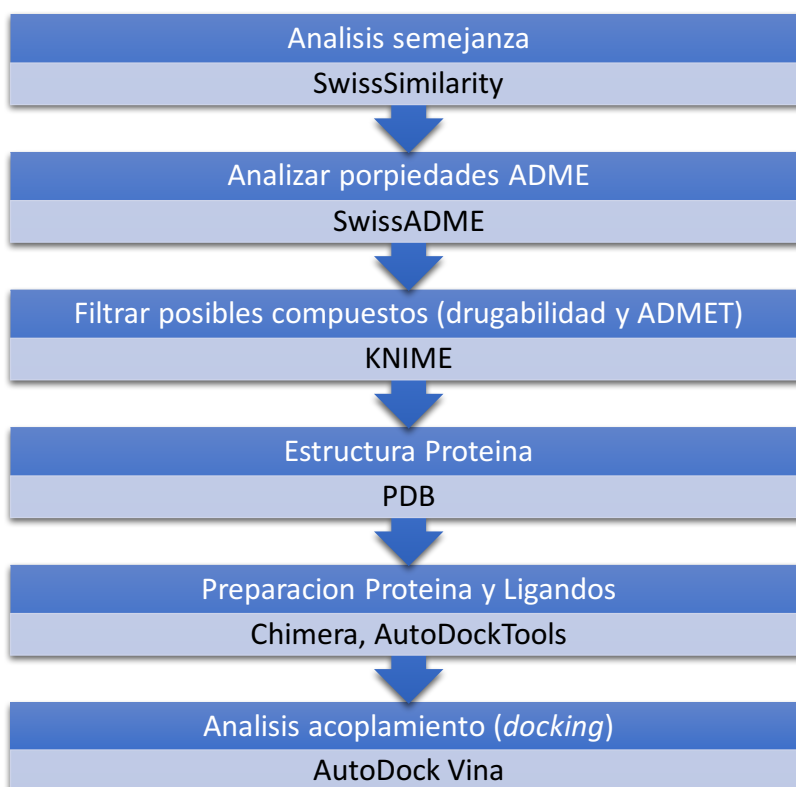 Analisis semejanza
SwissSimilarity
Analizar porpiedades ADME
SwissADME
Filtrar posibles compuestos (drugabilidad y ADMET)
KNIME
Estructura Proteina
PDB
Preparacion Proteina y Ligandos
Chimera, AutoDockTools
Analisis acoplamiento (docking)
AutoDock Vina